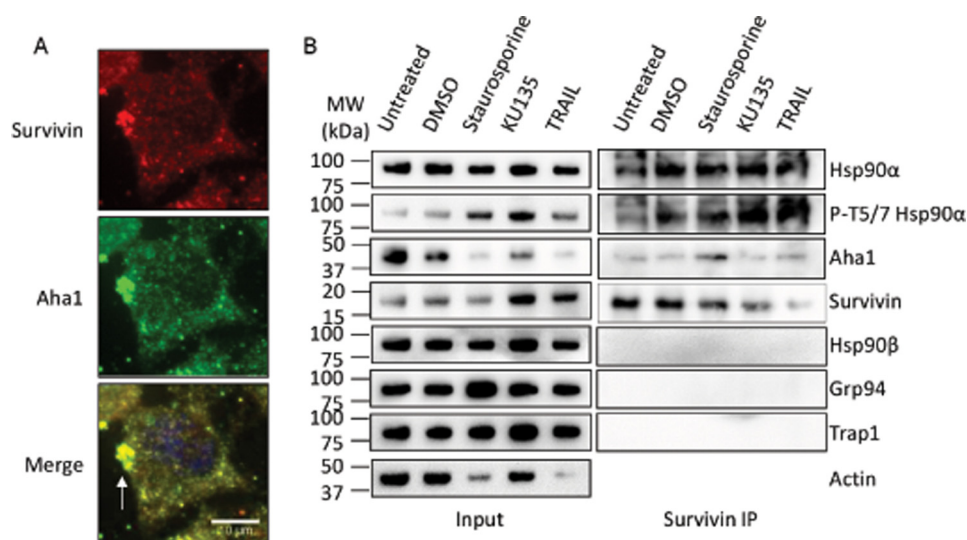 A
Survivin
Aha1
Merge
B
MW
(kDa)
Untreated
DMSO
Staurosporine
KU135
TRAIL
Untreated
DMSO
Staurosporine
KU135
TRAIL
100
75
Hsp90α
100
75
P-T5/7 Hsp90α
50
37
Aha1
20
15
Survivin
100
75
Hsp90β
100
75
Grp94
100
75
Trap1
50
37
Actin
Input
Survivin IP